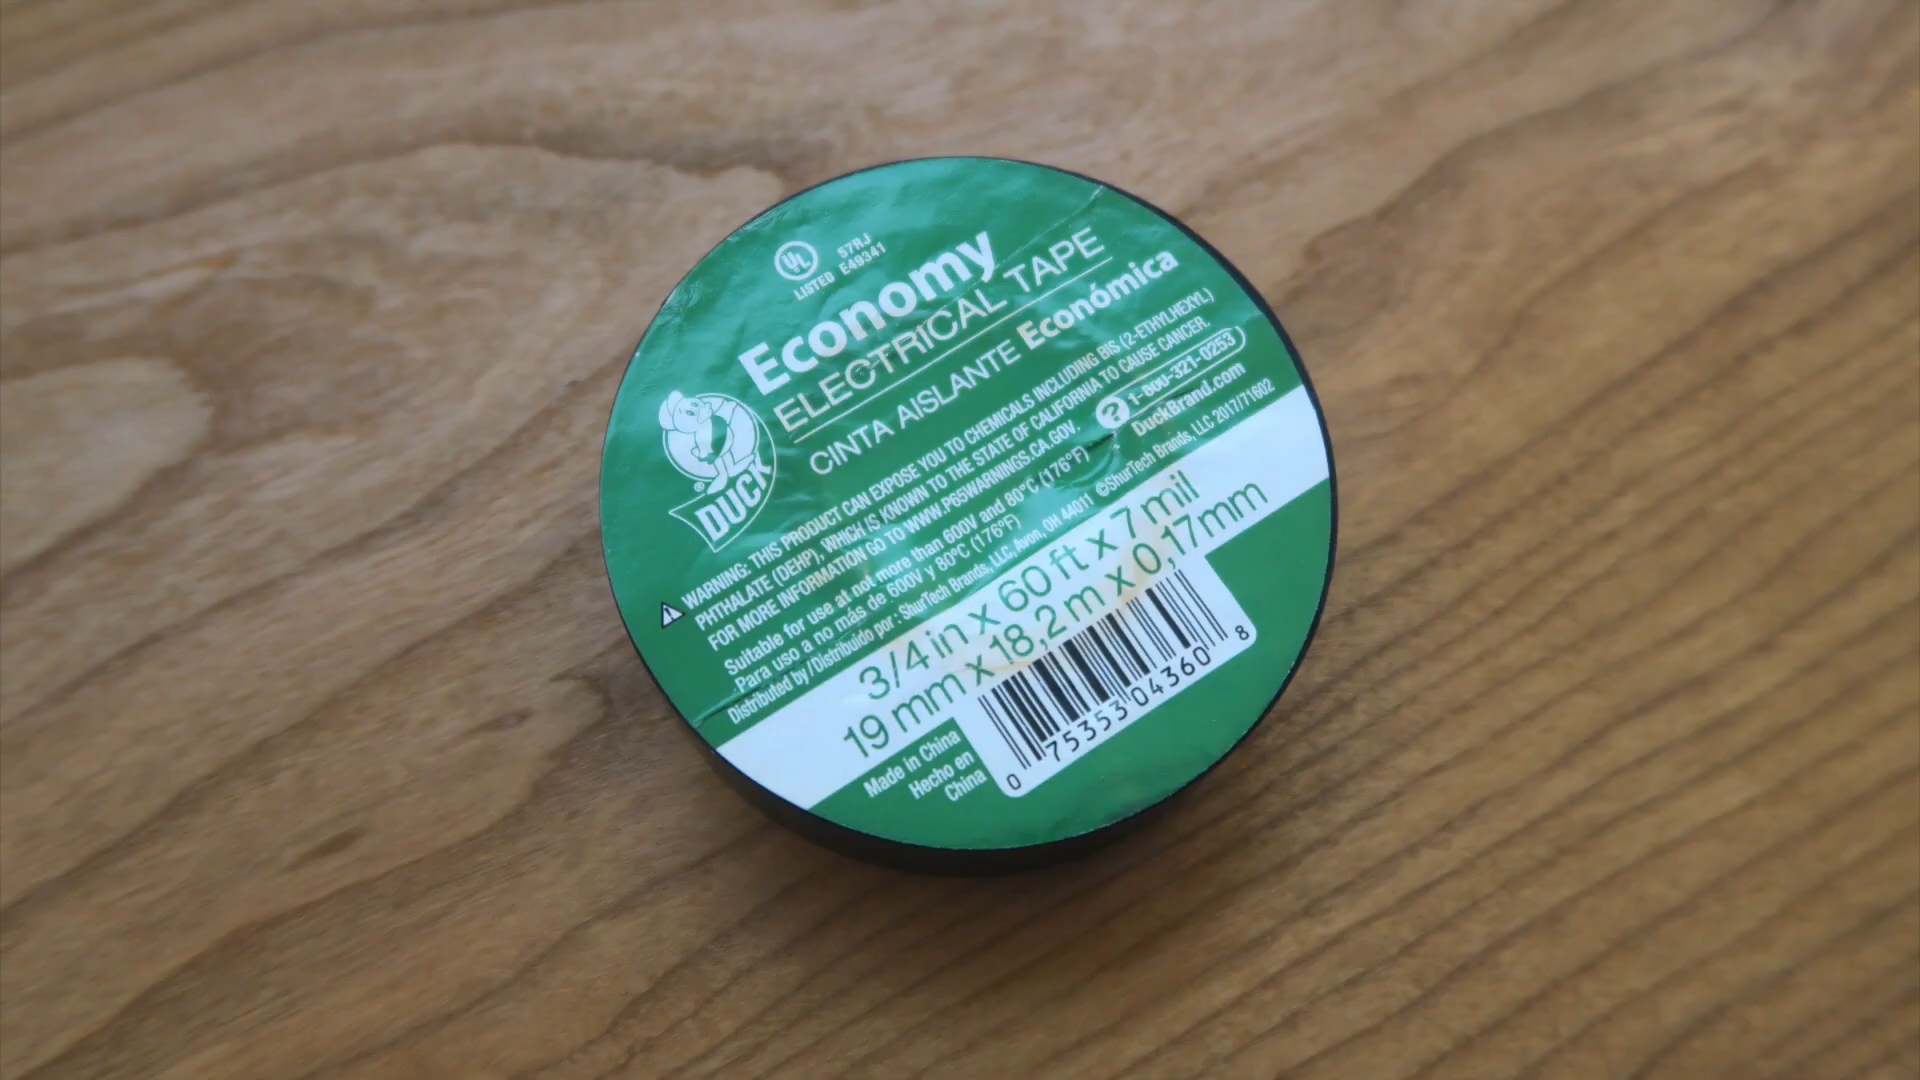 UL
LISTED
57RJ
E49341
Economy
ELECTRICAL TAPE
CINTA AISLANTE Económica
® DUCK
WARNING: THIS PRODUCT CAN EXPOSE YOU TO CHEMICALS INCLUDING BIS (2-ETHYLHEXYL)
PHTHALATE (DEHP), WHICH IS KNOWN TO THE STATE OF CALIFORNIA TO CAUSE CANCER.
FOR MORE INFORMATION GO TO WWW.P65WARNINGS.CA.GOV.
? 1-800-321-0253
DuckBrand.com
Suitable for use at not more than 600V and 80°C (176°F)
Para uso a no más de 600V y 80°C (176°F)
Distributed by/Distribuido por: ShurTech Brands, LLC, Avon, OH 44011 ©ShurTech Brands, LLC 2017/71602
3/4 in x 60 ft x 7 mil
19 mm x 18,2 m x 0,17mm
Made in China
Hecho en
China
0 75353 04360 8